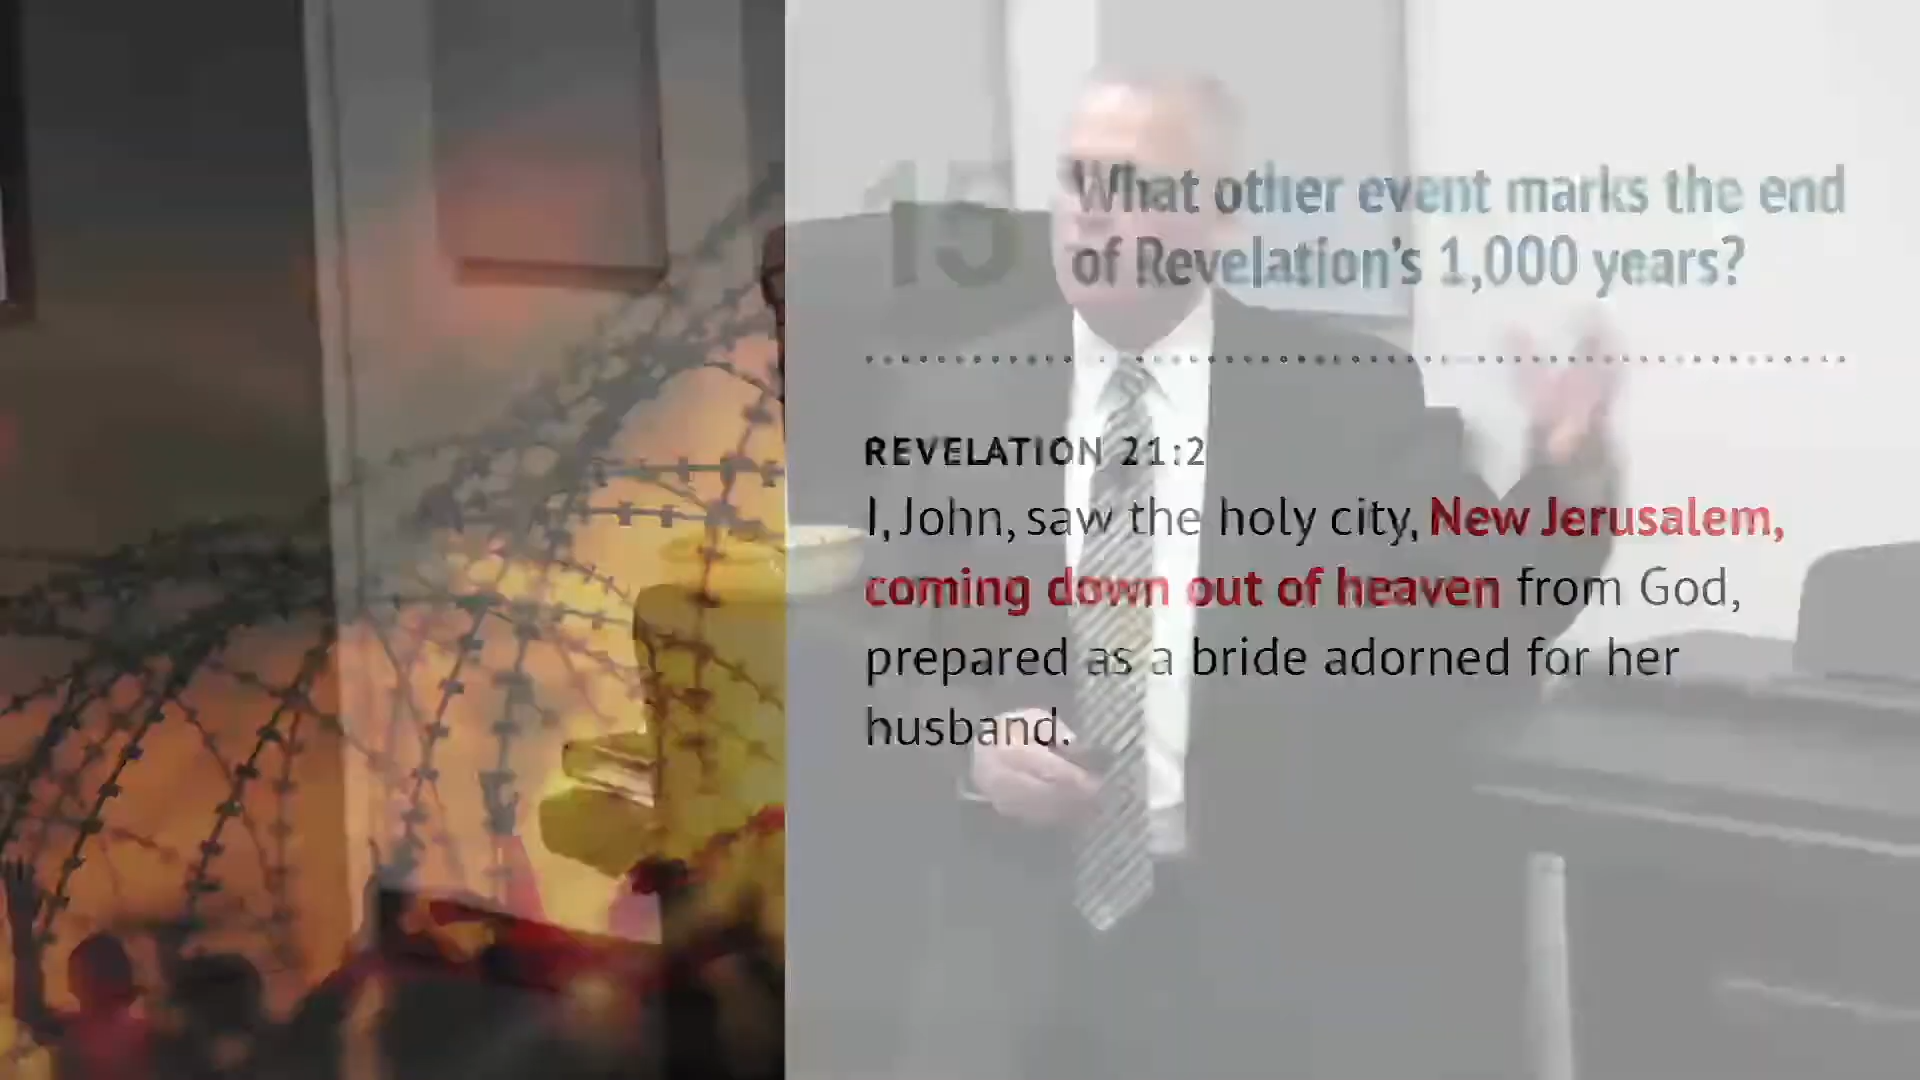 15
What other event marks the end
of Revelation's 1,000 years?
REVELATION 21:2
I, John, saw the holy city, New Jerusalem,
coming down out of heaven from God,
prepared as a bride adorned for her
husband.